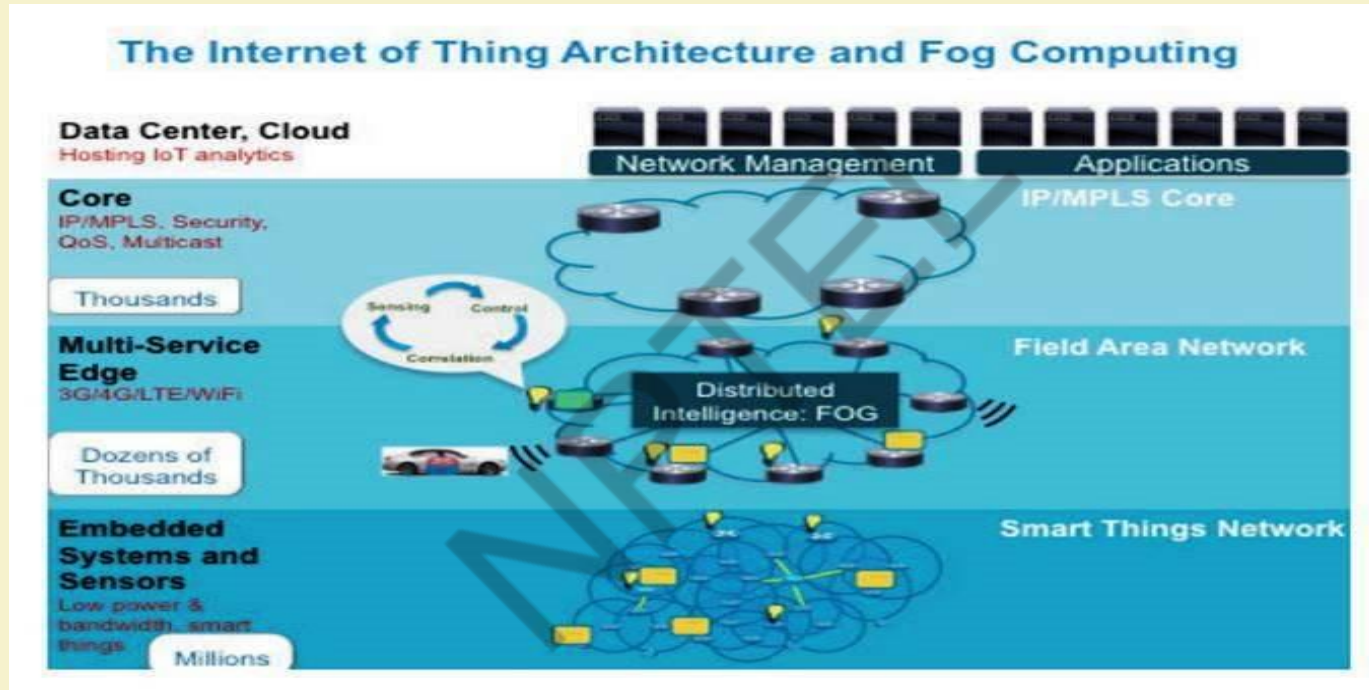 The Internet of Thing Architecture and Fog Computing
Data Center, Cloud
Hosting IoT analytics
Network Management
Applications
Core
IP/MPLS, Security,
QoS, Multicast
IP/MPLS Core
Thousands
Sensing
Control
Correlation
Multi-Service
Edge
3G/4G/LTE/WiFi
Field Area Network
Distributed
Intelligence: FOG
Dozens of
Thousands
Embedded
Systems and
Sensors
Low power &
bandwidth, smart
things
Smart Things Network
Millions
NPTEL